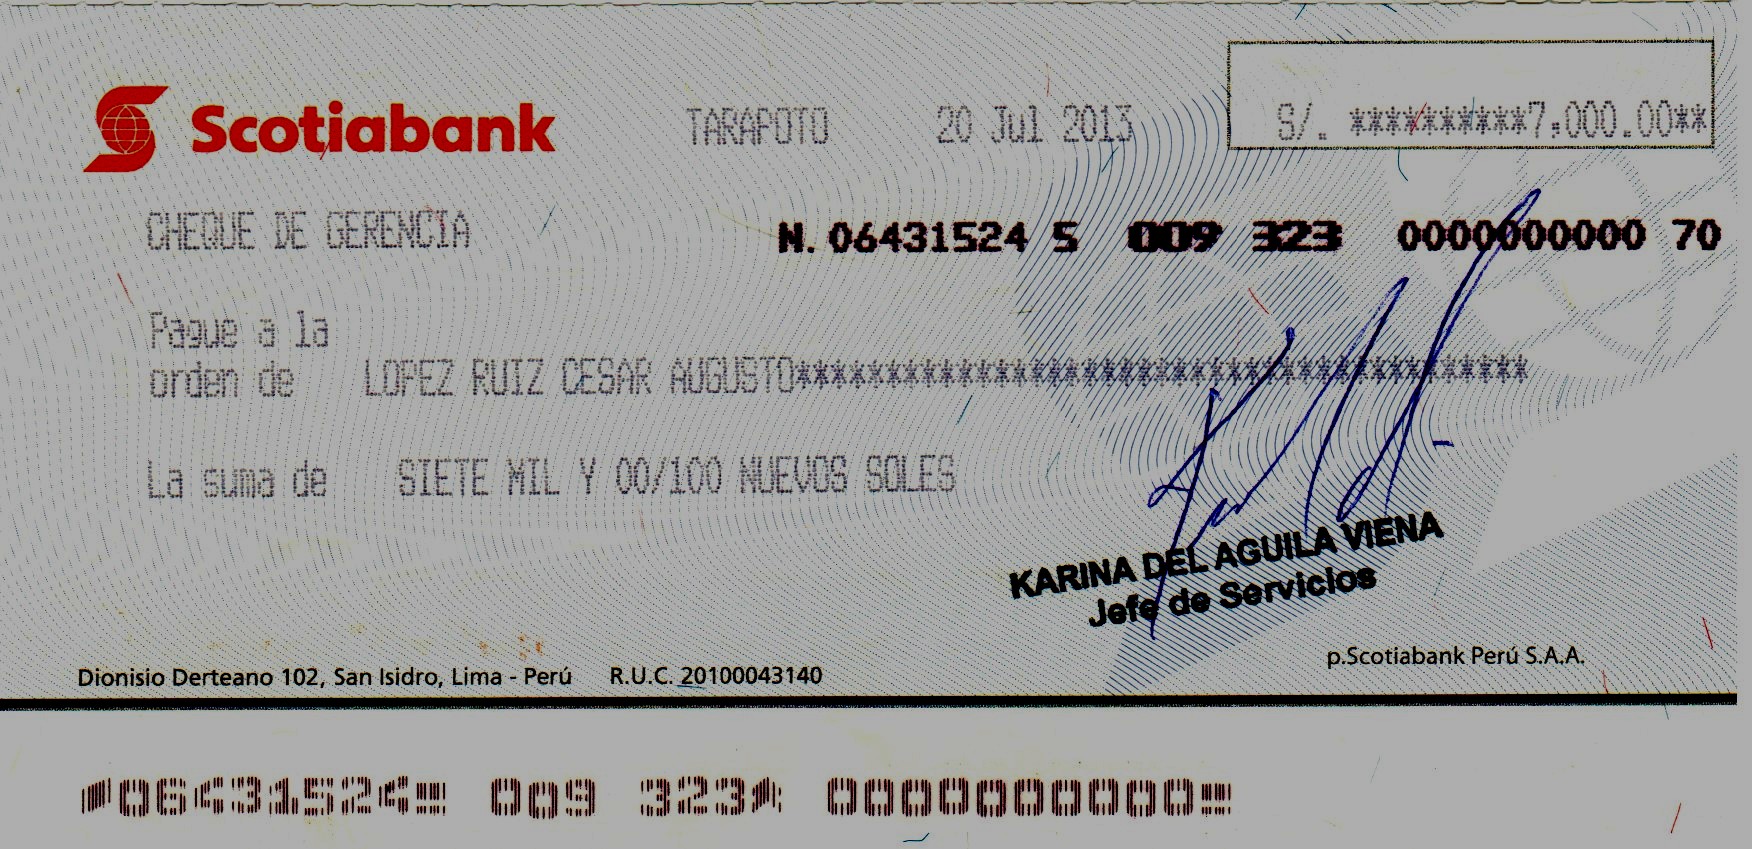 Scotiabank TARAPOTO 20 Jul 2013 S/. **********7,000.00**
CHEQUE DE GERENCIA N. 06431524 5 009 323 0000000000 70
Pague a la
orden de LOPEZ RUIZ CESAR AUGUSTO*****************************************
La suma de SIETE MIL Y 00/100 NUEVOS SOLES
KARINA DEL AGUILA VIENA
Jefe de Servicios
p.Scotiabank Perú S.A.A.
Dionisio Derteano 102, San Isidro, Lima - Perú R.U.C. 20100043140
⑈06431524⑈ 009 323⑆ 0000000000⑈